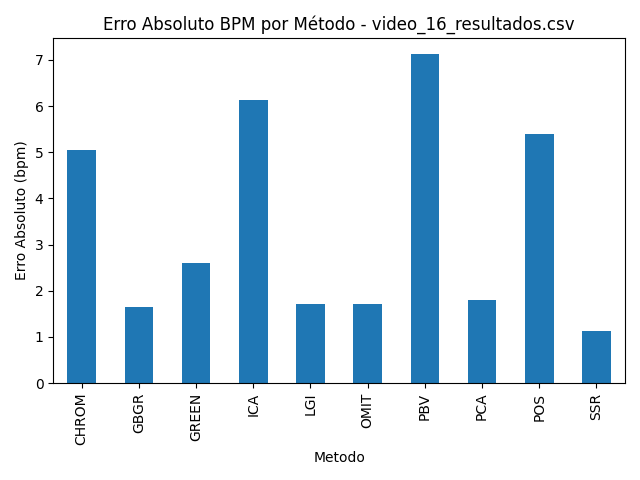 Erro Absoluto BPM por Método - video_16_resultados.csv
Erro Absoluto (bpm)
7
6
5
4
3
2
1
0
CHROM
GBGR
GREEN
ICA
LGI
OMIT
PBV
PCA
POS
SSR
Metodo